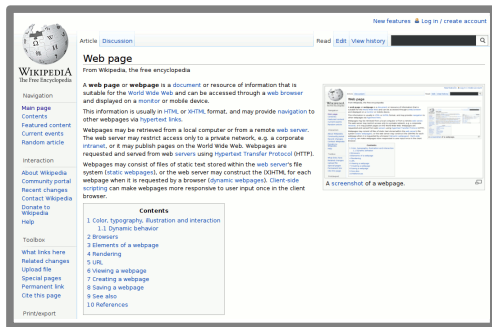 New features Log in / create account
Article Discussion Read Edit View history
WIKIPEDIA
The Free Encyclopedia
Navigation
Main page
Contents
Featured content
Current events
Random article
Interaction
About Wikipedia
Community portal
Recent changes
Contact Wikipedia
Donate to
Wikipedia
Help
Toolbox
What links here
Related changes
Upload file
Special pages
Permanent link
Cite this page
Print/export
Web page
From Wikipedia, the free encyclopedia
A web page or webpage is a document or resource of information that is
suitable for the World Wide Web and can be accessed through a web browser
and displayed on a monitor or mobile device.
This information is usually in HTML or XHTML format, and may provide navigation to
other webpages via hypertext links.
Webpages may be retrieved from a local computer or from a remote web server.
The web server may restrict access only to a private network, e.g. a corporate
intranet, or it may publish pages on the World Wide Web. Webpages are
requested and served from web servers using Hypertext Transfer Protocol (HTTP).
Webpages may consist of files of static text stored within the web server's file
system (static webpages), or the web server may construct the (X)HTML for each
webpage when it is requested by a browser (dynamic webpages). Client-side
scripting can make webpages more responsive to user input once in the client
browser.
Contents
1 Color, typography, illustration and interaction
1.1 Dynamic behavior
2 Browsers
3 Elements of a webpage
4 Rendering
5 URL
6 Viewing a webpage
7 Creating a webpage
8 Saving a webpage
9 See also
10 References
A screenshot of a webpage.